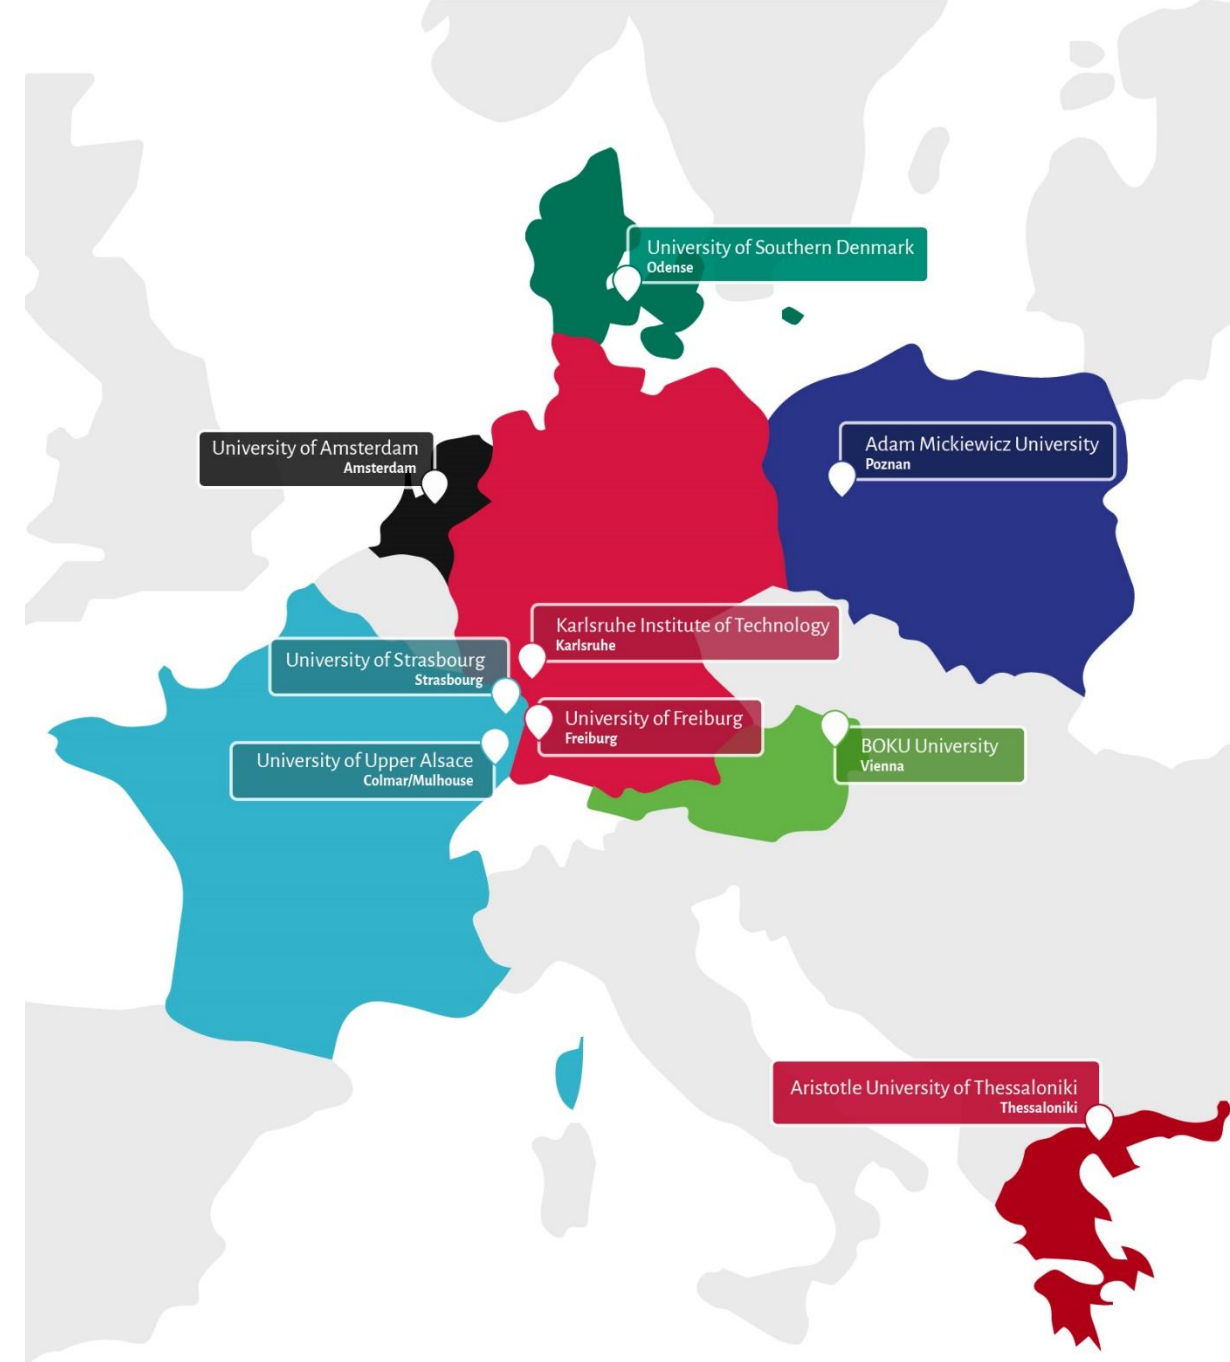 University of Southern Denmark
Odense
University of Amsterdam
Amsterdam
Adam Mickiewicz University
Poznan
Karlsruhe Institute of Technology
Karlsruhe
University of Strasbourg
Strasbourg
University of Freiburg
Freiburg
BOKU University
Vienna
University of Upper Alsace
Colmar/Mulhouse
Aristotle University of Thessaloniki
Thessaloniki